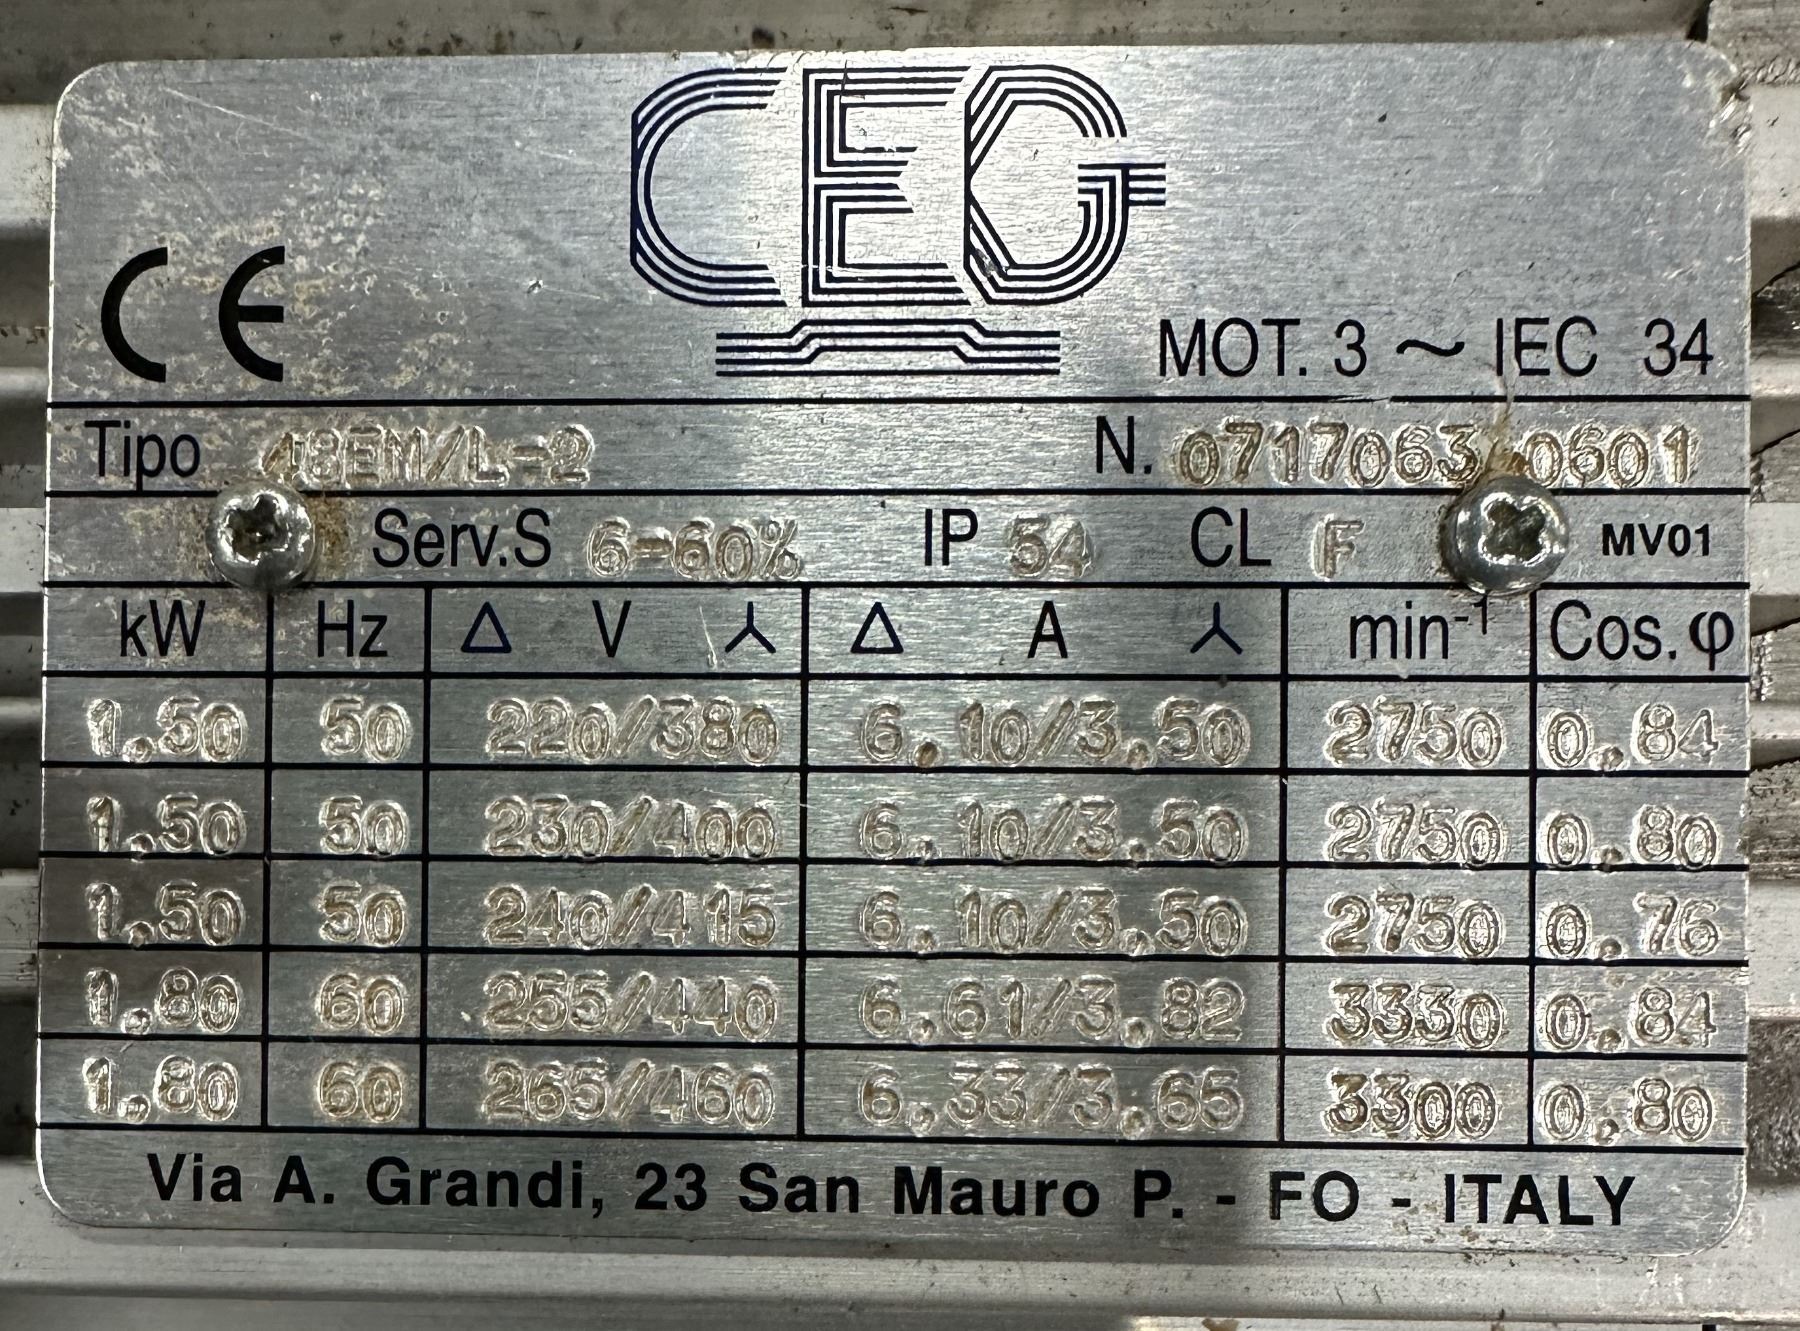 CEG
CE
MOT. 3 ~ IEC 34
Tipo 48EM/L-2 N. 0717063 0601
Serv.S 6-60% IP 54 CL F MV01
kW Hz △ V ⅄ △ A ⅄ min⁻¹ Cos. φ
1.50 50 220/380 6.10/3.50 2750 0.84
1.50 50 230/400 6.10/3.50 2750 0.80
1.50 50 240/415 6.10/3.50 2750 0.76
1.80 60 255/440 6.61/3.82 3330 0.84
1.80 60 265/460 6.33/3.65 3300 0.80
Via A. Grandi, 23 San Mauro P. - FO - ITALY